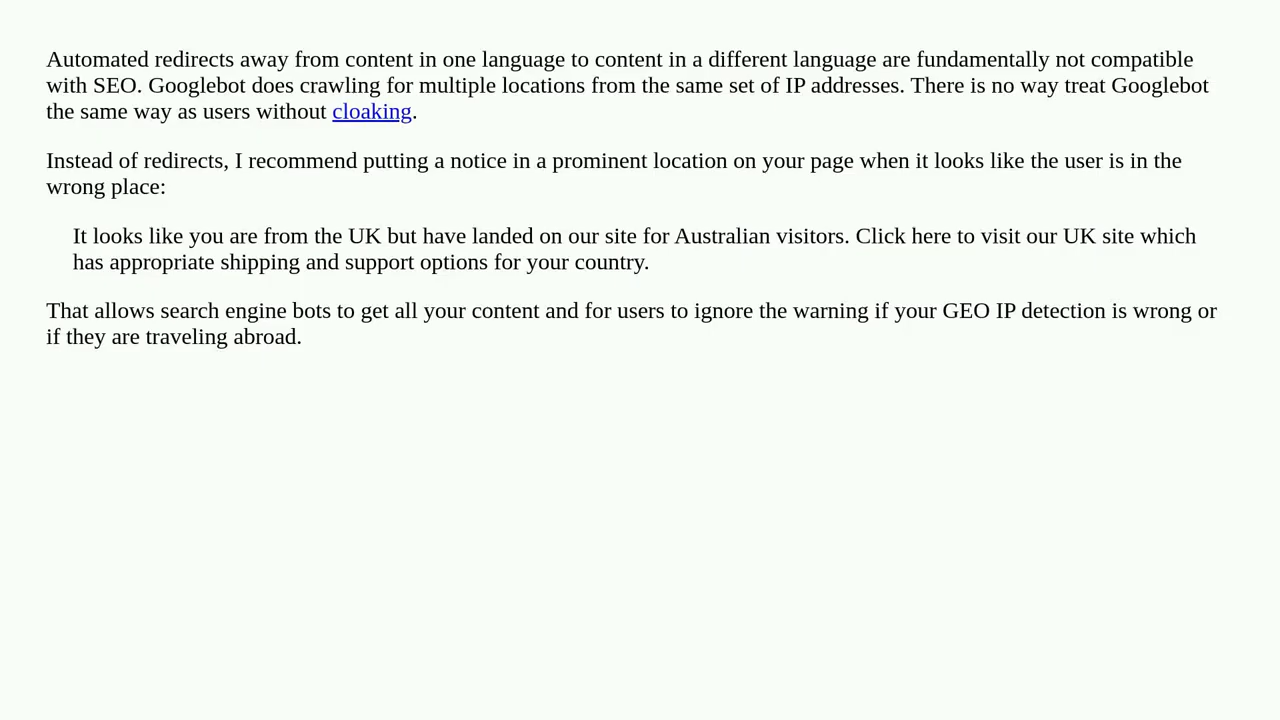 Automated redirects away from content in one language to content in a different language are fundamentally not compatible
with SEO. Googlebot does crawling for multiple locations from the same set of IP addresses. There is no way treat Googlebot
the same way as users without cloaking.
Instead of redirects, I recommend putting a notice in a prominent location on your page when it looks like the user is in the
wrong place:
It looks like you are from the UK but have landed on our site for Australian visitors. Click here to visit our UK site which
has appropriate shipping and support options for your country.
That allows search engine bots to get all your content and for users to ignore the warning if your GEO IP detection is wrong or
if they are traveling abroad.